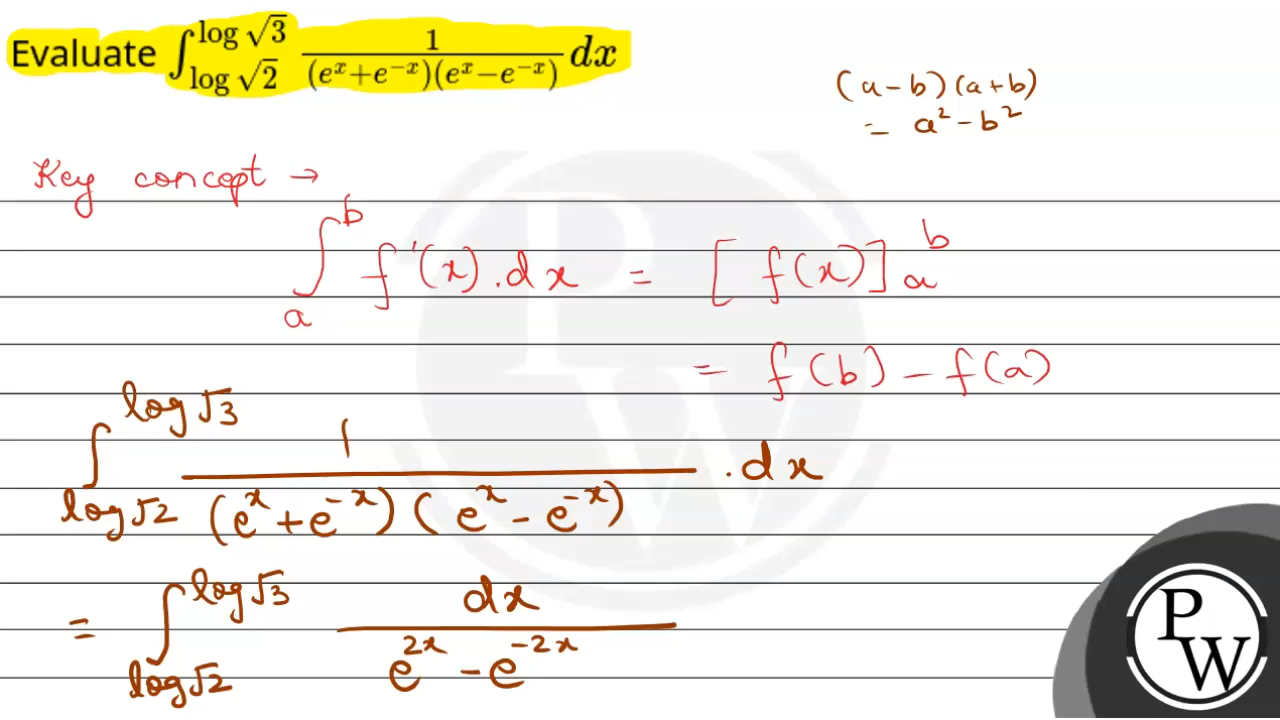 Evaluate ∫_{log √2}^{log √3} 1/((e^x+e^{-x})(e^x-e^{-x})) dx
(a-b)(a+b)
= a² - b²
Key concept →
∫_a^b f'(x).dx = [f(x)]_a^b
= f(b) - f(a)
∫_{log √2}^{log √3} 1/((e^x+e^{-x})(e^x-e^{-x})) .dx
= ∫_{log √2}^{log √3} dx/(e^{2x} - e^{-2x})
P
W
PW